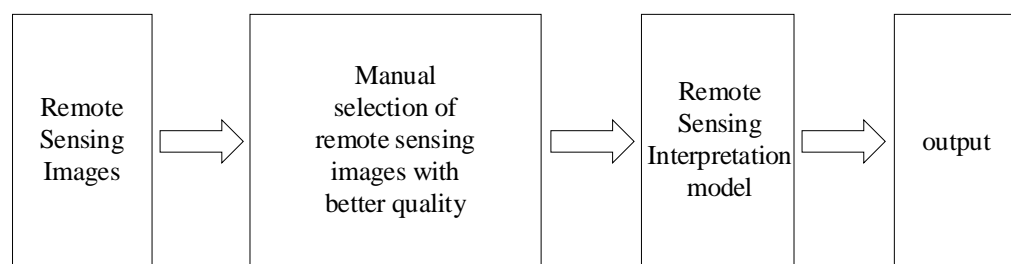 Remote
Sensing
Images
Manual
selection of
remote sensing
images with
better quality
Remote
Sensing
Interpretation
model
output